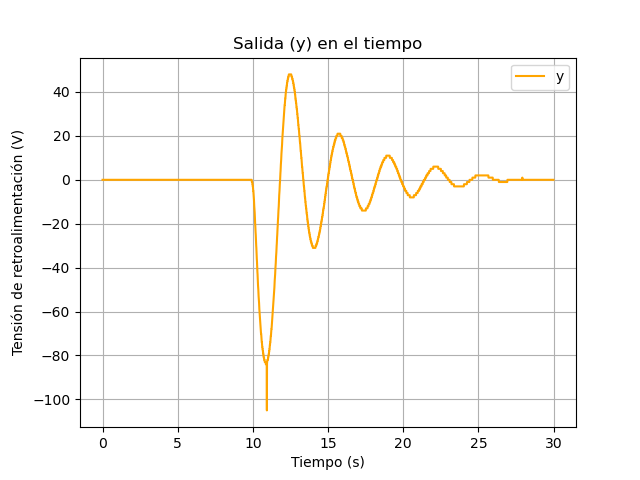 Salida (y) en el tiempo
y
Tensión de retroalimentación (V)
40
20
0
−20
−40
−60
−80
−100
0 5 10 15 20 25 30
Tiempo (s)